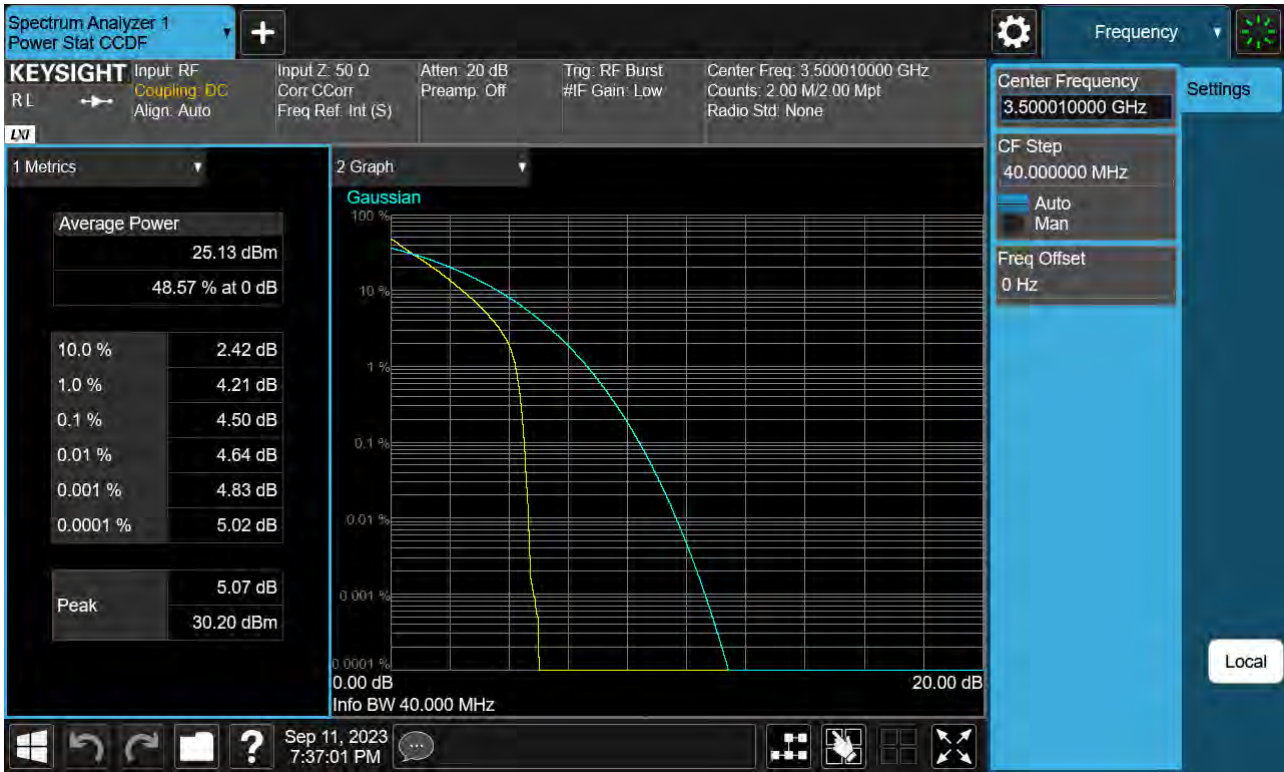 Spectrum Analyzer 1
Power Stat CCDF
Frequency
KEYSIGHT
RL
LXI
Input: RF
Coupling: DC
Align: Auto
Input Z: 50 Ω
Corr CCorr
Freq Ref: Int (S)
Atten: 20 dB
Preamp: Off
Trig: RF Burst
#IF Gain: Low
Center Freq: 3.500010000 GHz
Counts: 2.00 M/2.00 Mpt
Radio Std: None
1 Metrics
Average Power
25.13 dBm
48.57 % at 0 dB
10.0 % 2.42 dB
1.0 % 4.21 dB
0.1 % 4.50 dB
0.01 % 4.64 dB
0.001 % 4.83 dB
0.0001 % 5.02 dB
Peak
5.07 dB
30.20 dBm
2 Graph
Gaussian
100 %
10 %
1 %
0.1 %
0.01 %
0.001 %
0.0001 %
0.00 dB 20.00 dB
Info BW 40.000 MHz
Center Frequency
3.500010000 GHz
CF Step
40.000000 MHz
Auto
Man
Freq Offset
0 Hz
Settings
Local
?
Sep 11, 2023
7:37:01 PM